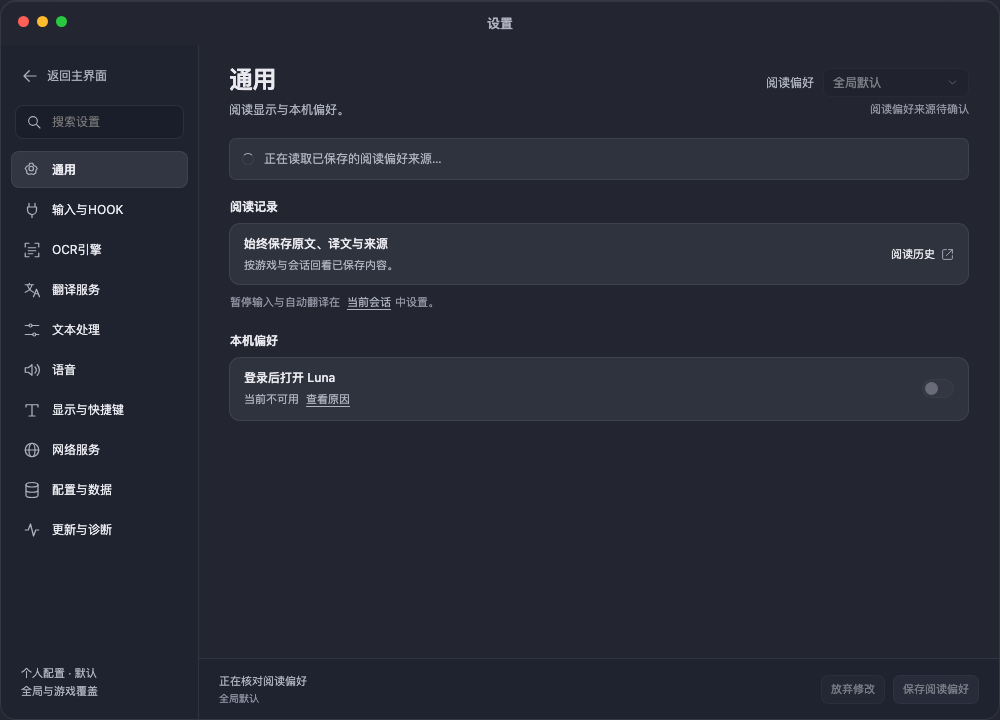 设置
返回主界面
搜索设置
通用
输入与HOOK
OCR引擎
翻译服务
文本处理
语音
显示与快捷键
网络服务
配置与数据
更新与诊断
个人配置 · 默认
全局与游戏覆盖
通用
阅读显示与本机偏好。
阅读偏好 全局默认
阅读偏好来源待确认
正在读取已保存的阅读偏好来源...
阅读记录
始终保存原文、译文与来源
按游戏与会话回看已保存内容。
阅读历史
暂停输入与自动翻译在 当前会话 中设置。
本机偏好
登录后打开 Luna
当前不可用 查看原因
正在核对阅读偏好
全局默认
放弃修改 保存阅读偏好